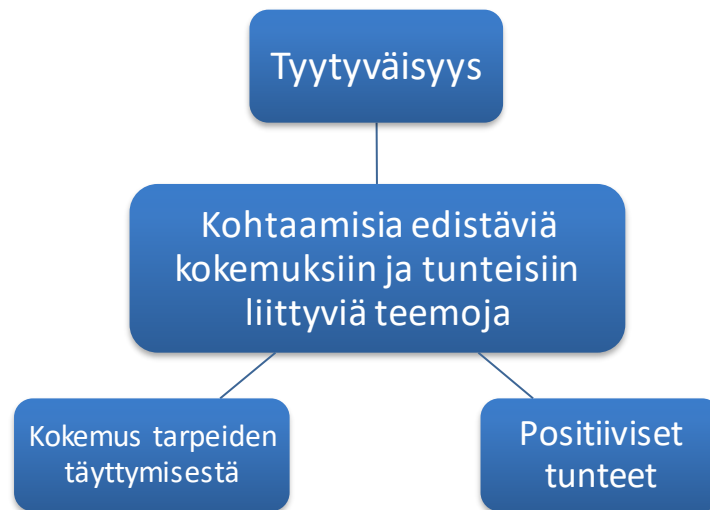 Tyytyväisyys
Kohtaamisia edistäviä
kokemuksiin ja tunteisiin
liittyviä teemoja
Kokemus tarpeiden
täyttymisestä
Positiiviset
tunteet